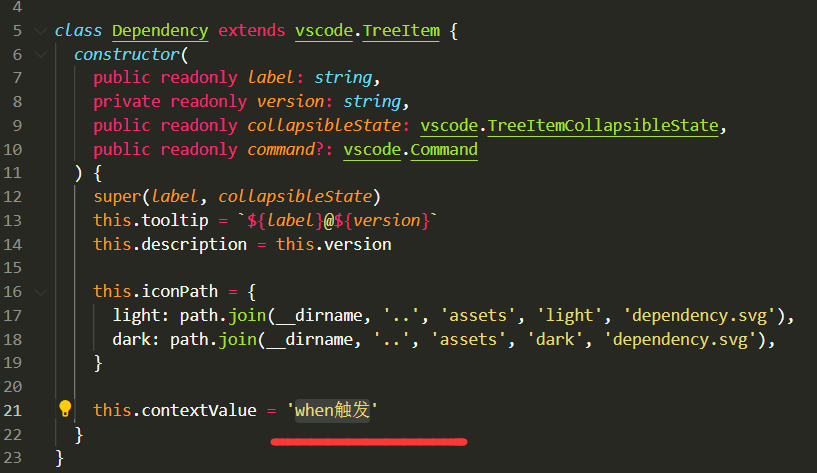 4
5 class Dependency extends vscode.TreeItem {
6 constructor(
7 public readonly label: string,
8 private readonly version: string,
9 public readonly collapsibleState: vscode.TreeItemCollapsibleState,
10 public readonly command?: vscode.Command
11 ) {
12 super(label, collapsibleState)
13 this.tooltip = `${label}@${version}`
14 this.description = this.version
15
16 this.iconPath = {
17 light: path.join(__dirname, '..', 'assets', 'light', 'dependency.svg'),
18 dark: path.join(__dirname, '..', 'assets', 'dark', 'dependency.svg'),
19 }
20
21 this.contextValue = 'when触发'
22 }
23 }